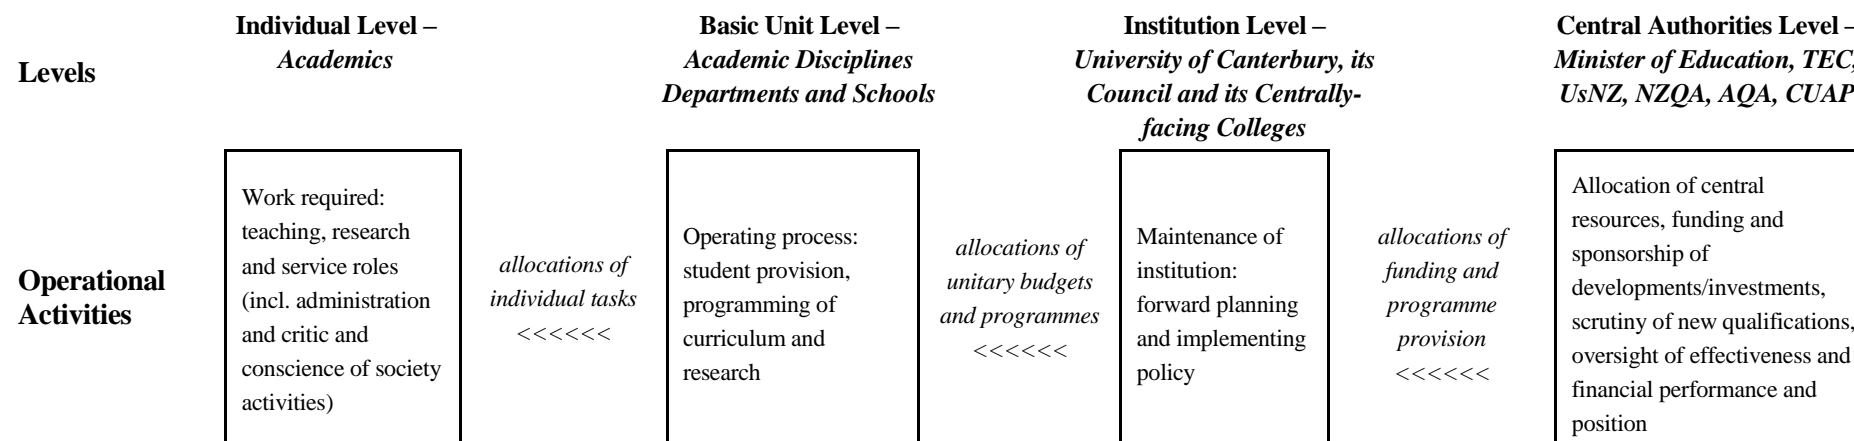 Levels
Individual Level –
Academics
Basic Unit Level –
Academic Disciplines
Departments and Schools
Institution Level –
University of Canterbury, its
Council and its Centrally-
facing Colleges
Central Authorities Level –
Minister of Education, TEC,
UsNZ, NZQA, AQA, CUAP
Operational
Activities
Work required:
teaching, research
and service roles
(incl. administration
and critic and
conscience of society
activities)
allocations of
individual tasks
<<<<<<
Operating process:
student provision,
programming of
curriculum and
research
allocations of
unitary budgets
and programmes
<<<<<<
Maintenance of
institution:
forward planning
and implementing
policy
allocations of
funding and
programme
provision
<<<<<<
Allocation of central
resources, funding and
sponsorship of
developments/investments,
scrutiny of new qualifications,
oversight of effectiveness and
financial performance and
position